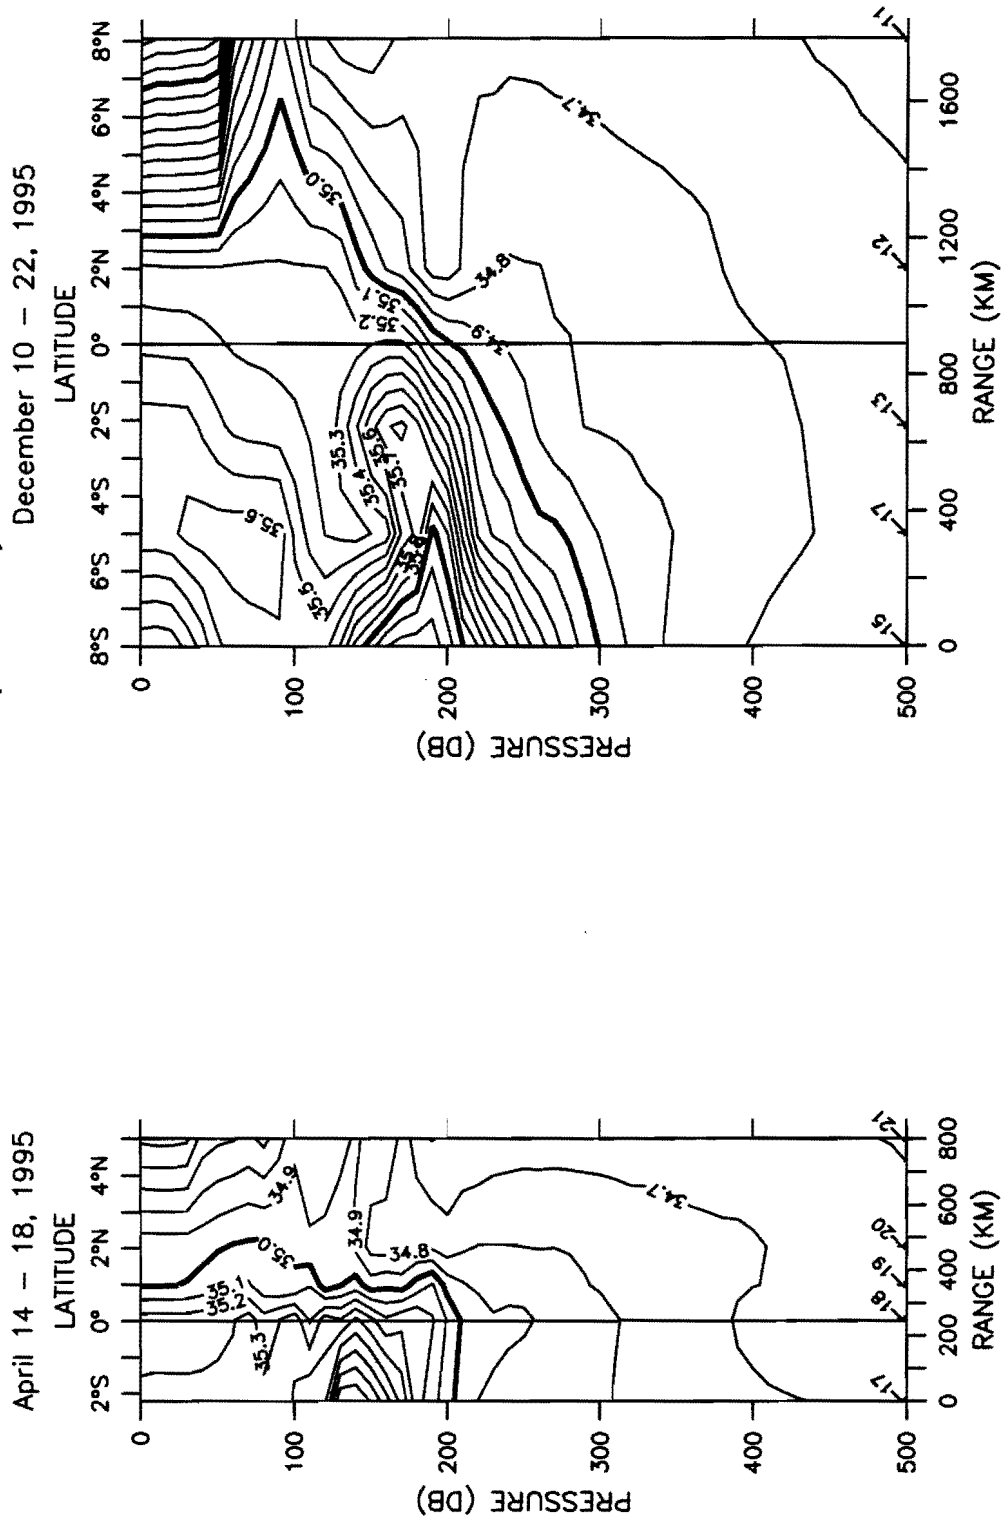 April 14 – 18, 1995
LATITUDE
2°S 0° 2°N 4°N
PRESSURE (DB)
0
100
200
300
400
500
35.3
35.2
35.1
35.0
34.9
34.9
34.8
34.7
17 18 19 20 21
0 200 400 600 800
RANGE (KM)
December 10 – 22, 1995
LATITUDE
8°S 6°S 4°S 2°S 0° 2°N 4°N 6°N 8°N
PRESSURE (DB)
0
100
200
300
400
500
35.6
35.5
35.3
35.4
35.6
35.7
35.2
35.1
35.0
34.9
34.8
34.7
15 13 12 11
0 400 800 1200 1600
RANGE (KM)